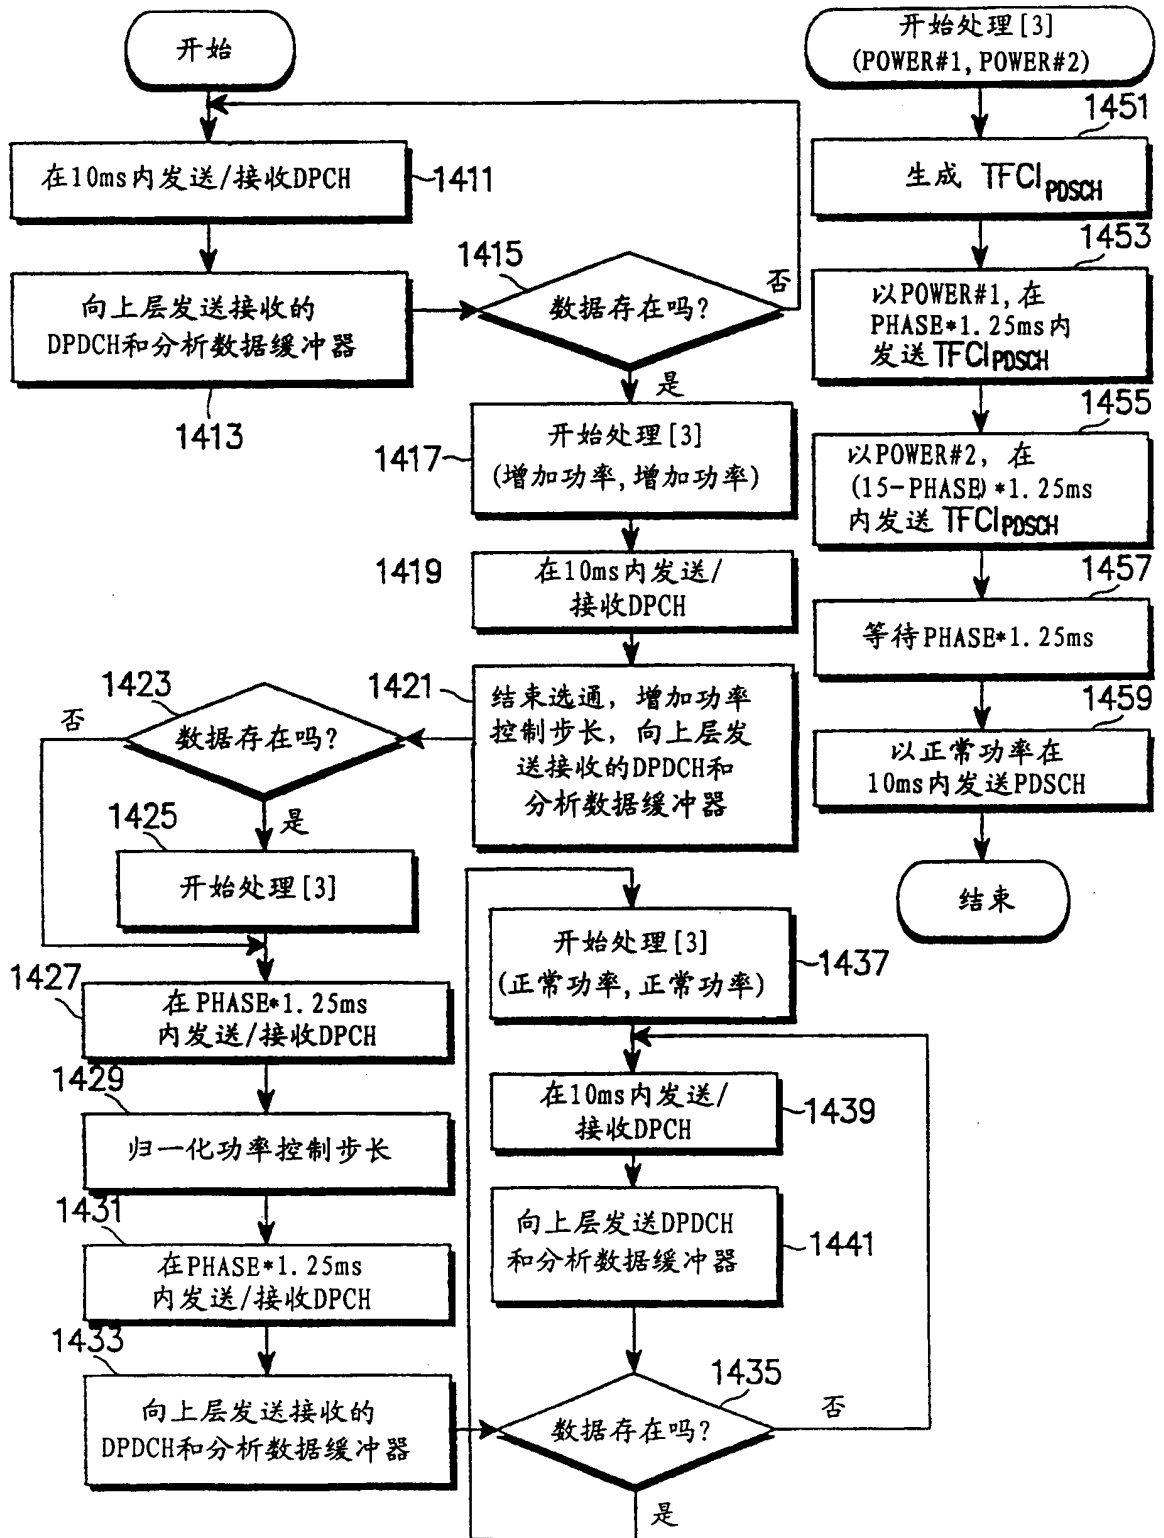 开始
在10ms内发送/接收DPCH
1411
向上层发送接收的
DPDCH和分析数据缓冲器
1413
1415
数据存在吗?
否
是
1417
开始处理[3]
(增加功率,增加功率)
1419
在10ms内发送/
接收DPCH
1421
结束选通, 增加功率
控制步长, 向上层发
送接收的DPDCH和
分析数据缓冲器
1423
否
数据存在吗?
是
1425
开始处理[3]
1427
在PHASE*1.25ms
内发送/接收DPCH
1429
归一化功率控制步长
1431
在PHASE*1.25ms
内发送/接收DPCH
1433
向上层发送接收的
DPDCH和分析数据缓冲器
1435
数据存在吗?
否
是
开始处理[3]
(正常功率,正常功率)
1437
在10ms内发送/
接收DPCH
1439
向上层发送DPDCH
和分析数据缓冲器
1441
开始处理[3]
(POWER#1,POWER#2)
1451
生成 TFCI PDSCH
1453
以POWER#1,在
PHASE*1.25ms内
发送TFCI PDSCH
1455
以POWER#2, 在
(15-PHASE)*1.25ms
内发送TFCI PDSCH
1457
等待PHASE*1.25ms
1459
以正常功率在
10ms内发送PDSCH
结束